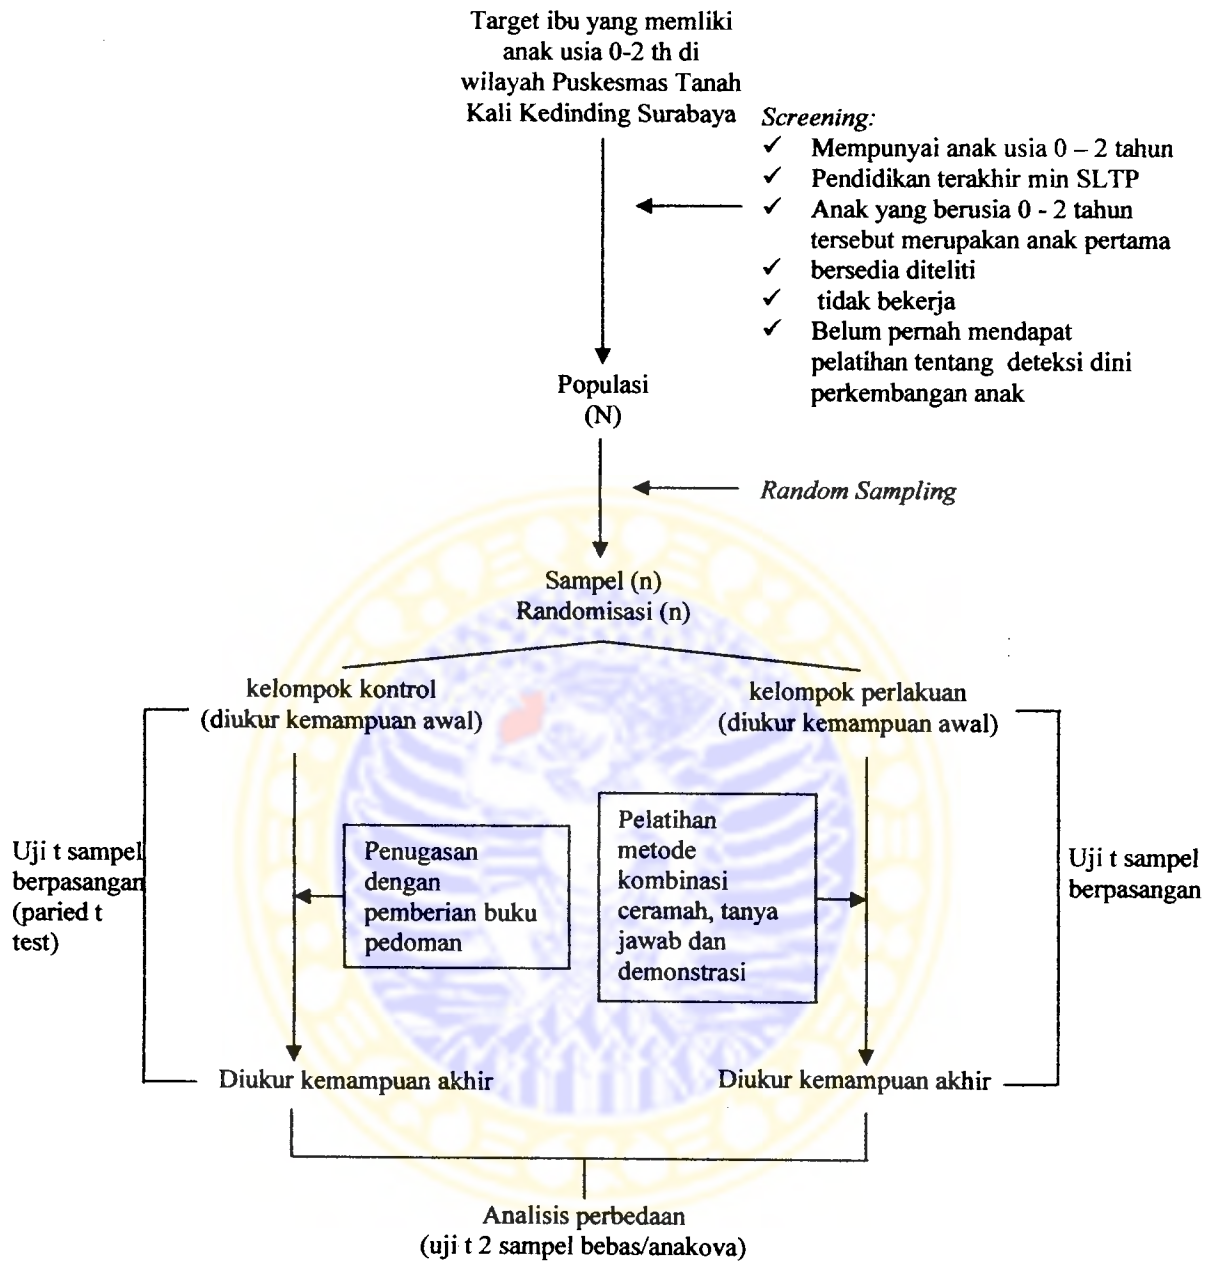 Target ibu yang memliki
anak usia 0-2 th di
wilayah Puskesmas Tanah
Kali Kedinding Surabaya
Screening:
✓ Mempunyai anak usia 0 – 2 tahun
✓ Pendidikan terakhir min SLTP
✓ Anak yang berusia 0 - 2 tahun
tersebut merupakan anak pertama
✓ bersedia diteliti
✓ tidak bekerja
✓ Belum pernah mendapat
pelatihan tentang deteksi dini
perkembangan anak
Populasi
(N)
Random Sampling
Sampel (n)
Randomisasi (n)
kelompok kontrol
(diukur kemampuan awal)
kelompok perlakuan
(diukur kemampuan awal)
Uji t sampel
berpasangan
(paried t
test)
Penugasan
dengan
pemberian buku
pedoman
Pelatihan
metode
kombinasi
ceramah, tanya
jawab dan
demonstrasi
Uji t sampel
berpasangan
Diukur kemampuan akhir
Diukur kemampuan akhir
Analisis perbedaan
(uji t 2 sampel bebas/anakova)